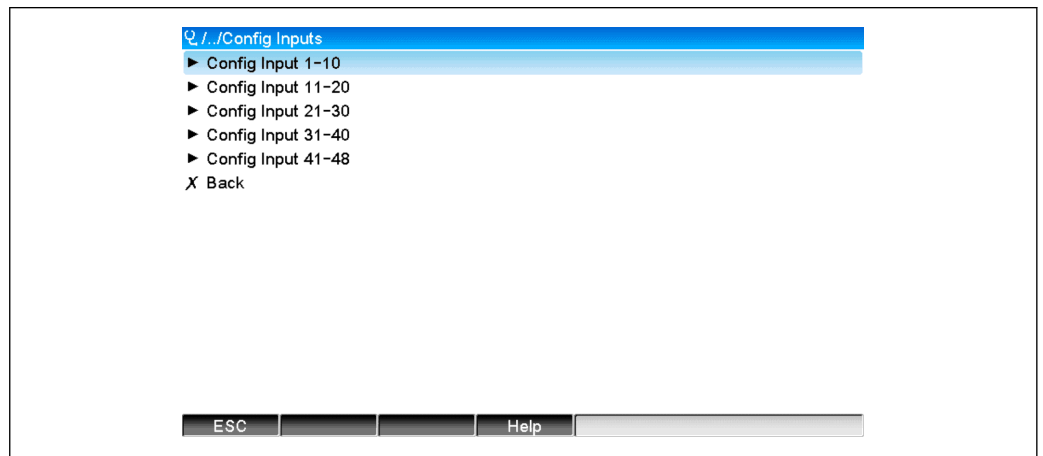 /../Config Inputs
► Config Input 1-10
► Config Input 11-20
► Config Input 21-30
► Config Input 31-40
► Config Input 41-48
X Back
ESC Help